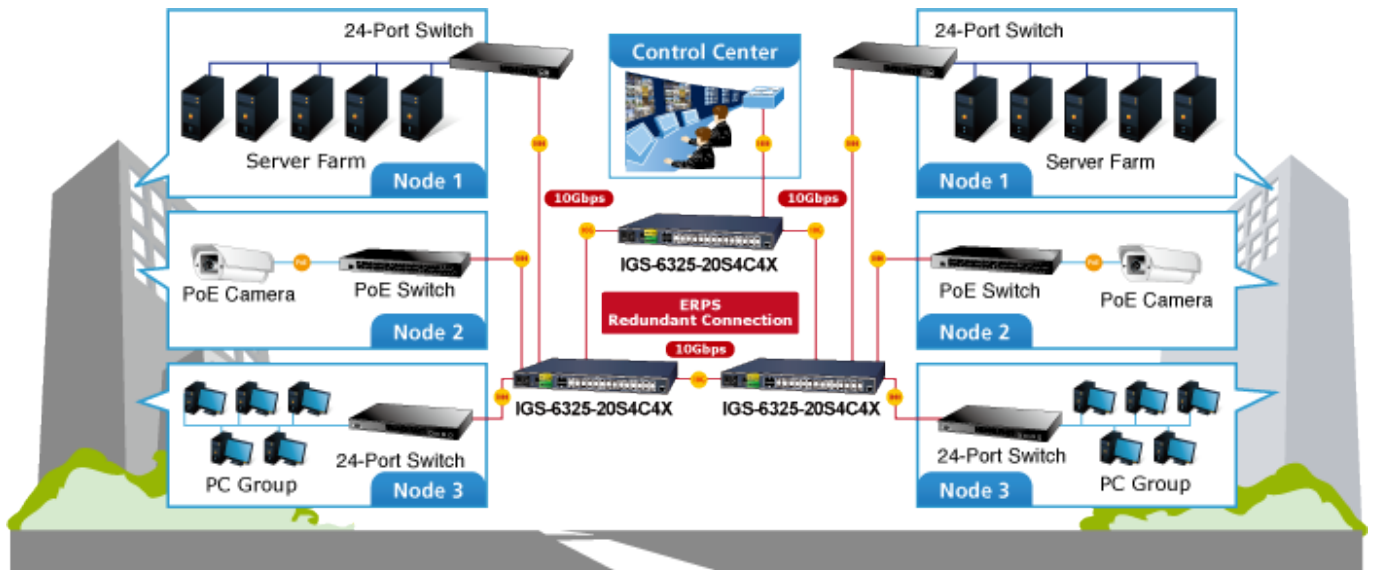 24-Port Switch
Server Farm
Node 1
PoE
PoE Camera
PoE Switch
Node 2
PC Group
24-Port Switch
Node 3
Control Center
10Gbps
10Gbps
IGS-6325-20S4C4X
ERPS
Redundant Connection
10Gbps
IGS-6325-20S4C4X
IGS-6325-20S4C4X
24-Port Switch
Server Farm
Node 1
PoE Switch
PoE
PoE Camera
Node 2
24-Port Switch
PC Group
Node 3